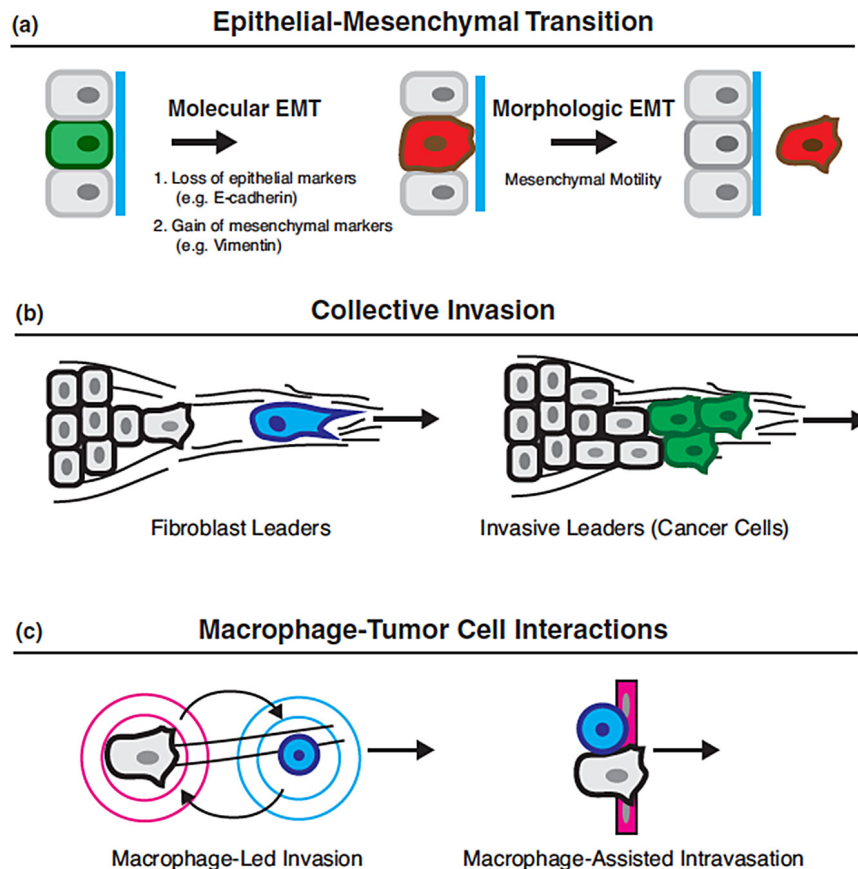 (a)
Epithelial-Mesenchymal Transition
Molecular EMT
1. Loss of epithelial markers
(e.g. E-cadherin)
2. Gain of mesenchymal markers
(e.g. Vimentin)
Morphologic EMT
Mesenchymal Motility
(b)
Collective Invasion
Fibroblast Leaders
Invasive Leaders (Cancer Cells)
(c)
Macrophage-Tumor Cell Interactions
Macrophage-Led Invasion
Macrophage-Assisted Intravasation